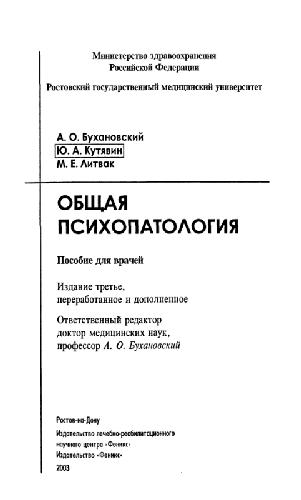 Министерство здравоохранения
Российской Федерации
Ростовский государственный медицинский университет
А. О. Бухановский
Ю. А. Кутявин
М. Е. Литвак
ОБЩАЯ
ПСИХОПАТОЛОГИЯ
Пособие для врачей
Издание третье,
переработанное и дополненное
Ответственный редактор
доктор медицинских наук,
профессор А. О. Бухановский
Ростов-на-Дону
Издательство лечебно-реабилитационного
научного центра «Феникс»
Издательство «Феникс»
2003